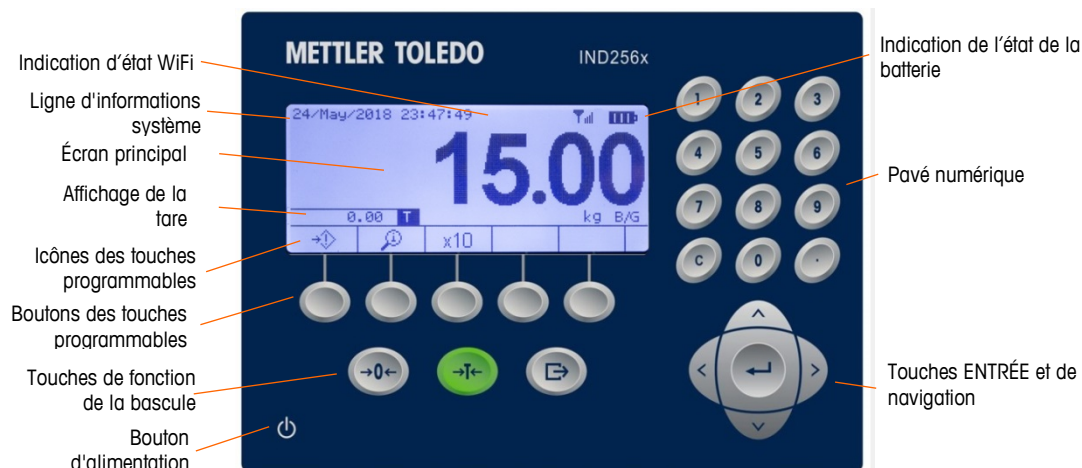 METTLER TOLEDO
IND256x
Indication d'état WiFi
Ligne d'informations
système
Écran principal
Affichage de la
tare
Icônes des touches
programmables
Boutons des touches
programmables
Touches de fonction
de la bascule
Bouton
d'alimentation
24/May/2018 23:47:49
15.00
0.00 T
kg B/G
x10
→0←
→T←
1 2 3
4 5 6
7 8 9
C 0 .
Indication de l'état de la
batterie
Pavé numérique
Touches ENTRÉE et de
navigation